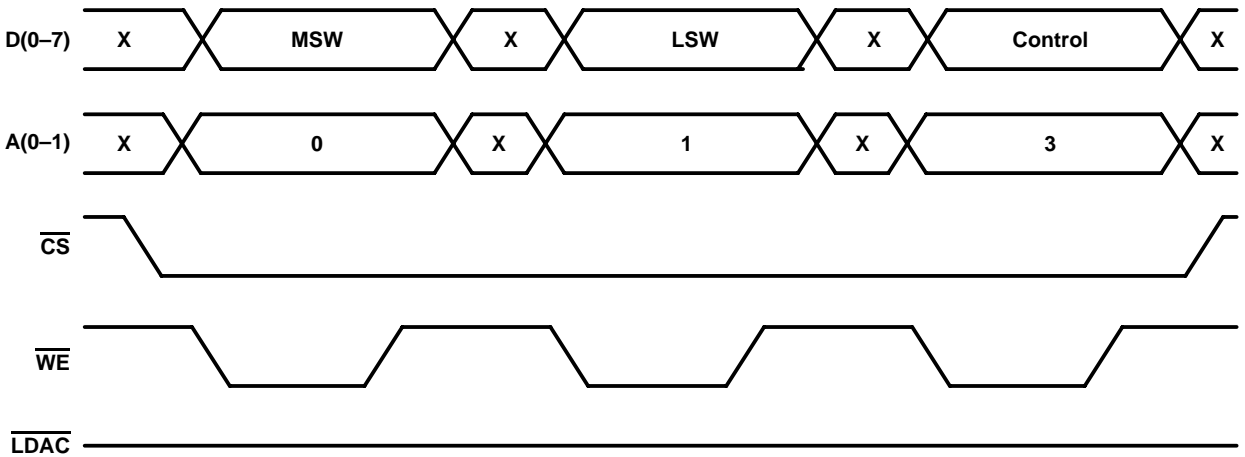 D(0–7) X MSW X LSW X Control X
A(0–1) X 0 X 1 X 3 X
CS
WE
LDAC